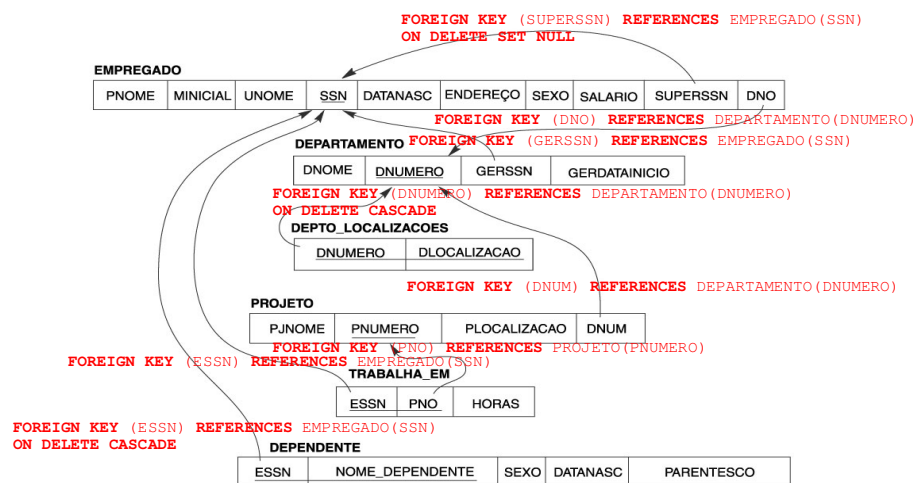 FOREIGN KEY (SUPERSSN) REFERENCES EMPREGADO(SSN)
ON DELETE SET NULL
EMPREGADO
PNOME MINICIAL UNOME SSN DATANASC ENDEREÇO SEXO SALARIO SUPERSSN DNO
FOREIGN KEY (DNO) REFERENCES DEPARTAMENTO(DNUMERO)
FOREIGN KEY (GERSSN) REFERENCES EMPREGADO(SSN)
DEPARTAMENTO
DNOME DNUMERO GERSSN GERDATAINICIO
FOREIGN KEY (DNUMERO) REFERENCES DEPARTAMENTO(DNUMERO)
ON DELETE CASCADE
DEPTO_LOCALIZACOES
DNUMERO DLOCALIZACAO
FOREIGN KEY (DNUM) REFERENCES DEPARTAMENTO(DNUMERO)
PROJETO
PJNOME PNUMERO PLOCALIZACAO DNUM
FOREIGN KEY (PNO) REFERENCES PROJETO(PNUMERO)
FOREIGN KEY (ESSN) REFERENCES EMPREGADO(SSN)
TRABALHA_EM
ESSN PNO HORAS
FOREIGN KEY (ESSN) REFERENCES EMPREGADO(SSN)
ON DELETE CASCADE
DEPENDENTE
ESSN NOME_DEPENDENTE SEXO DATANASC PARENTESCO